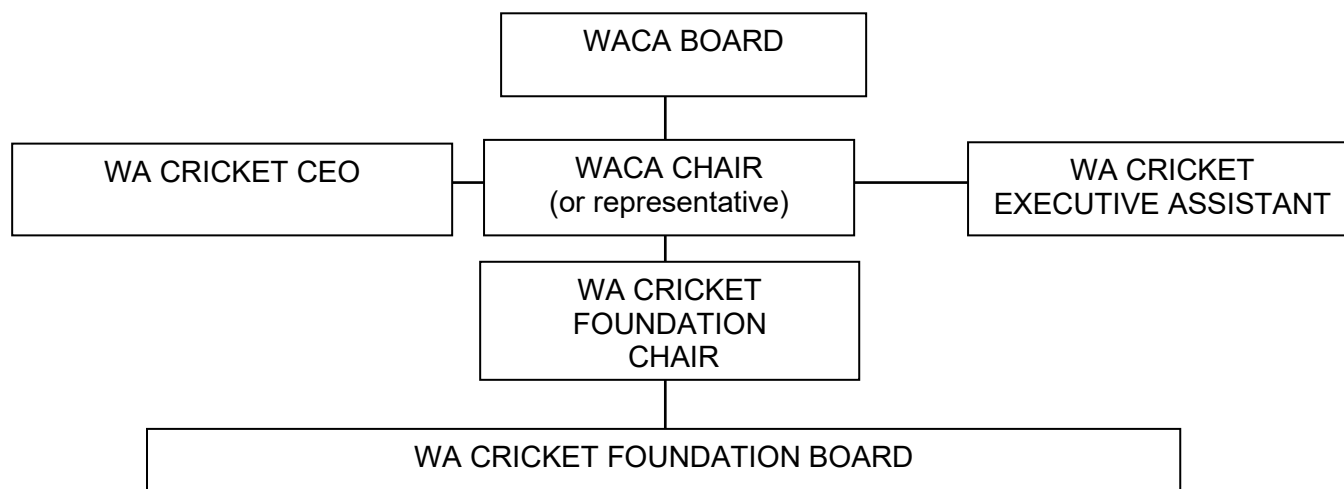 WACA BOARD
WA CRICKET CEO
WACA CHAIR
(or representative)
WA CRICKET
EXECUTIVE ASSISTANT
WA CRICKET
FOUNDATION
CHAIR
WA CRICKET FOUNDATION BOARD